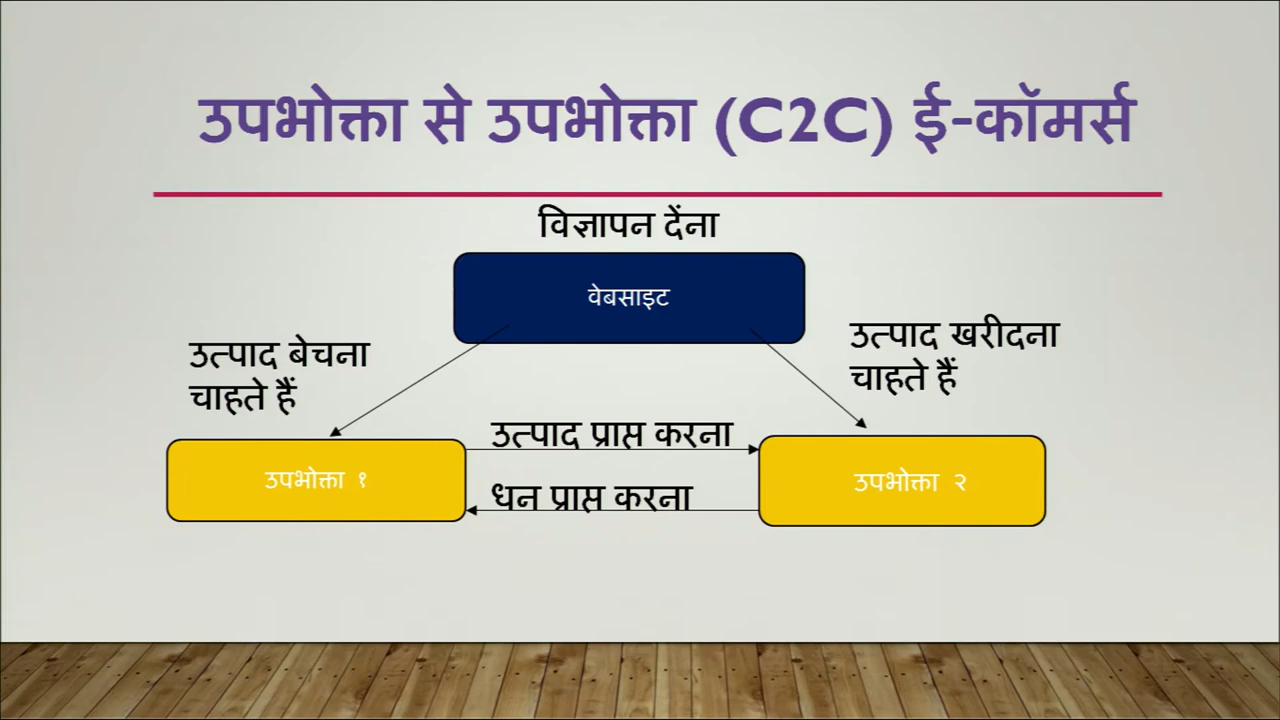 उपभोक्ता से उपभोक्ता (C2C) ई-कॉमर्स
विज्ञापन देंना
वेबसाइट
उत्पाद बेचना
चाहते हैं
उत्पाद खरीदना
चाहते हैं
उत्पाद प्राप्त करना
उपभोक्ता १
धन प्राप्त करना
उपभोक्ता २